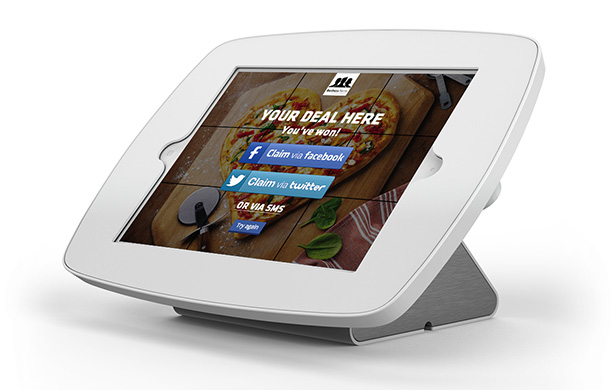 YOUR DEAL HERE
You've won!
f Claim via facebook
Claim via twitter
OR VIA SMS
Try again